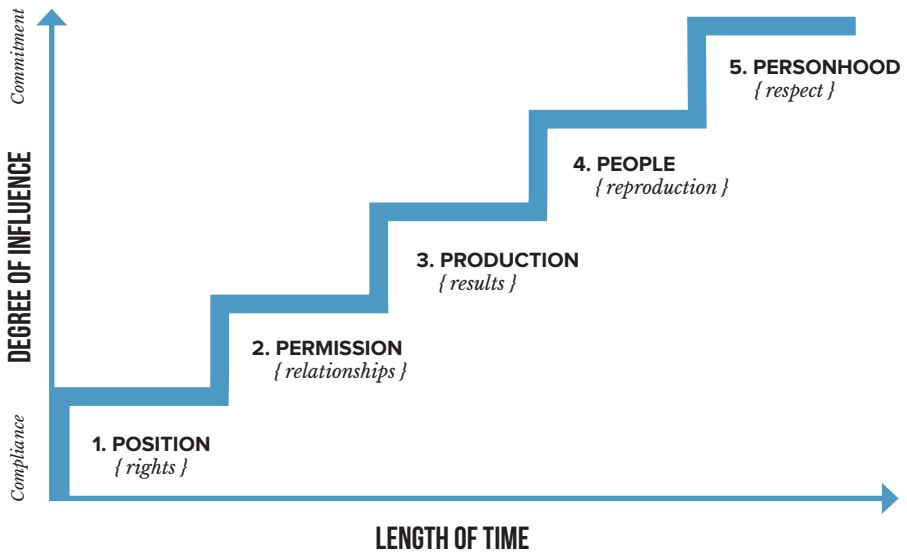 Commitment
DEGREE OF INFLUENCE
Compliance
5. PERSONHOOD
{ respect }
4. PEOPLE
{ reproduction }
3. PRODUCTION
{ results }
2. PERMISSION
{ relationships }
1. POSITION
{ rights }
LENGTH OF TIME